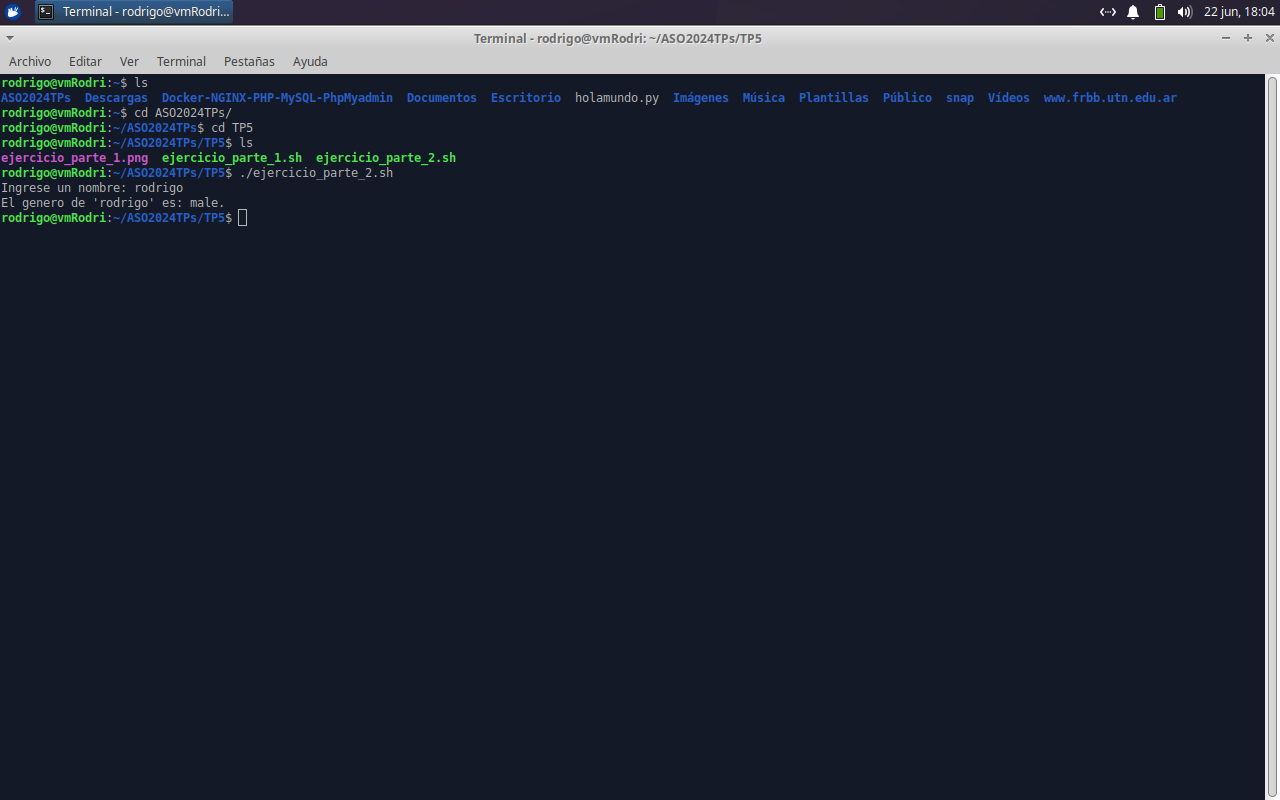 Terminal - rodrigo@vmRodri... 22 jun, 18:04
Terminal - rodrigo@vmRodri: ~/ASO2024TPs/TP5
Archivo Editar Ver Terminal Pestañas Ayuda
rodrigo@vmRodri:~$ ls
ASO2024TPs Descargas Docker-NGINX-PHP-MySQL-PhpMyadmin Documentos Escritorio holamundo.py Imágenes Música Plantillas Público snap Vídeos www.frbb.utn.edu.ar
rodrigo@vmRodri:~$ cd ASO2024TPs/
rodrigo@vmRodri:~/ASO2024TPs$ cd TP5
rodrigo@vmRodri:~/ASO2024TPs/TP5$ ls
ejercicio_parte_1.png ejercicio_parte_1.sh ejercicio_parte_2.sh
rodrigo@vmRodri:~/ASO2024TPs/TP5$ ./ejercicio_parte_2.sh
Ingrese un nombre: rodrigo
El genero de 'rodrigo' es: male.
rodrigo@vmRodri:~/ASO2024TPs/TP5$